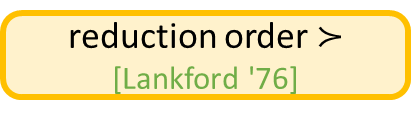 reduction order ≻
[Lankford '76]